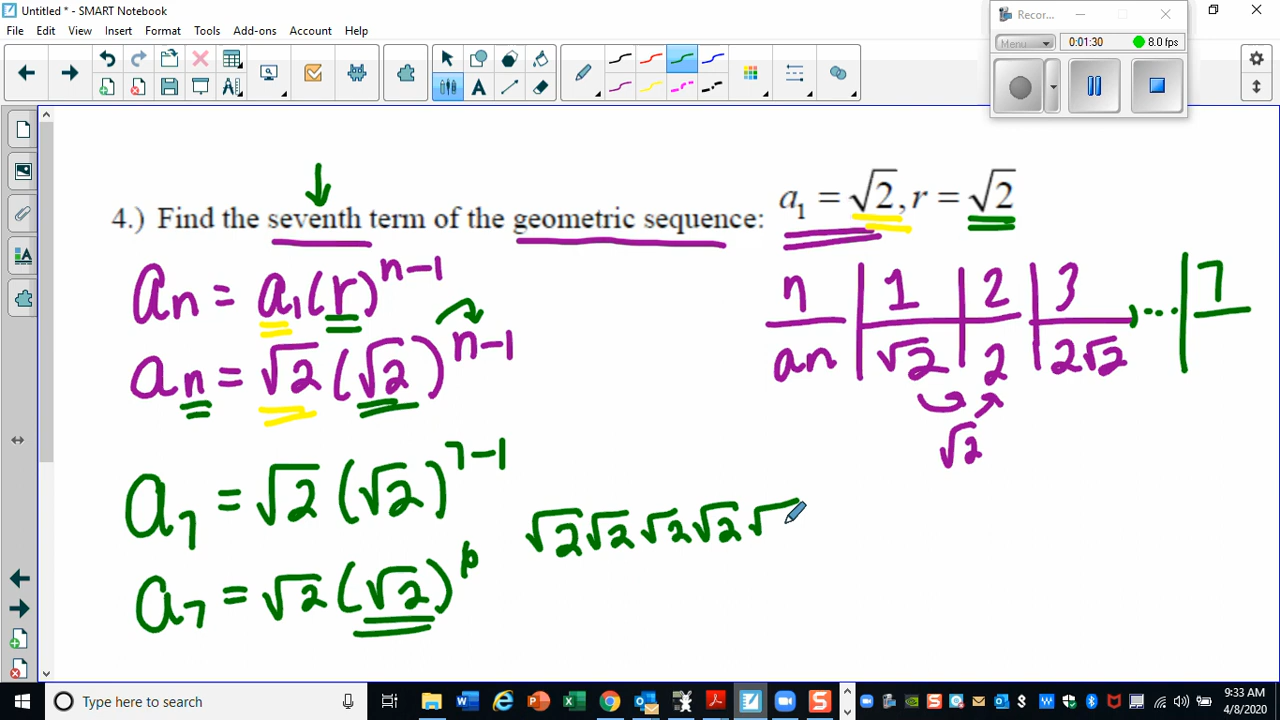 Untitled * - SMART Notebook
Recor...
File Edit View Insert Format Tools Add-ons Account Help
Menu 0:01:30 8.0 fps
4.) Find the seventh term of the geometric sequence: a₁ = √2, r = √2
an = a₁(r)ⁿ⁻¹
n | 1 | 2 | 3 ... | 7
an = √2 (√2)ⁿ⁻¹
an | √2 | 2 | 2√2
√2
a₇ = √2 (√2)⁷⁻¹
√2 √2 √2 √2 √
a₇ = √2 (√2)⁶
Type here to search
9:33 AM
4/8/2020